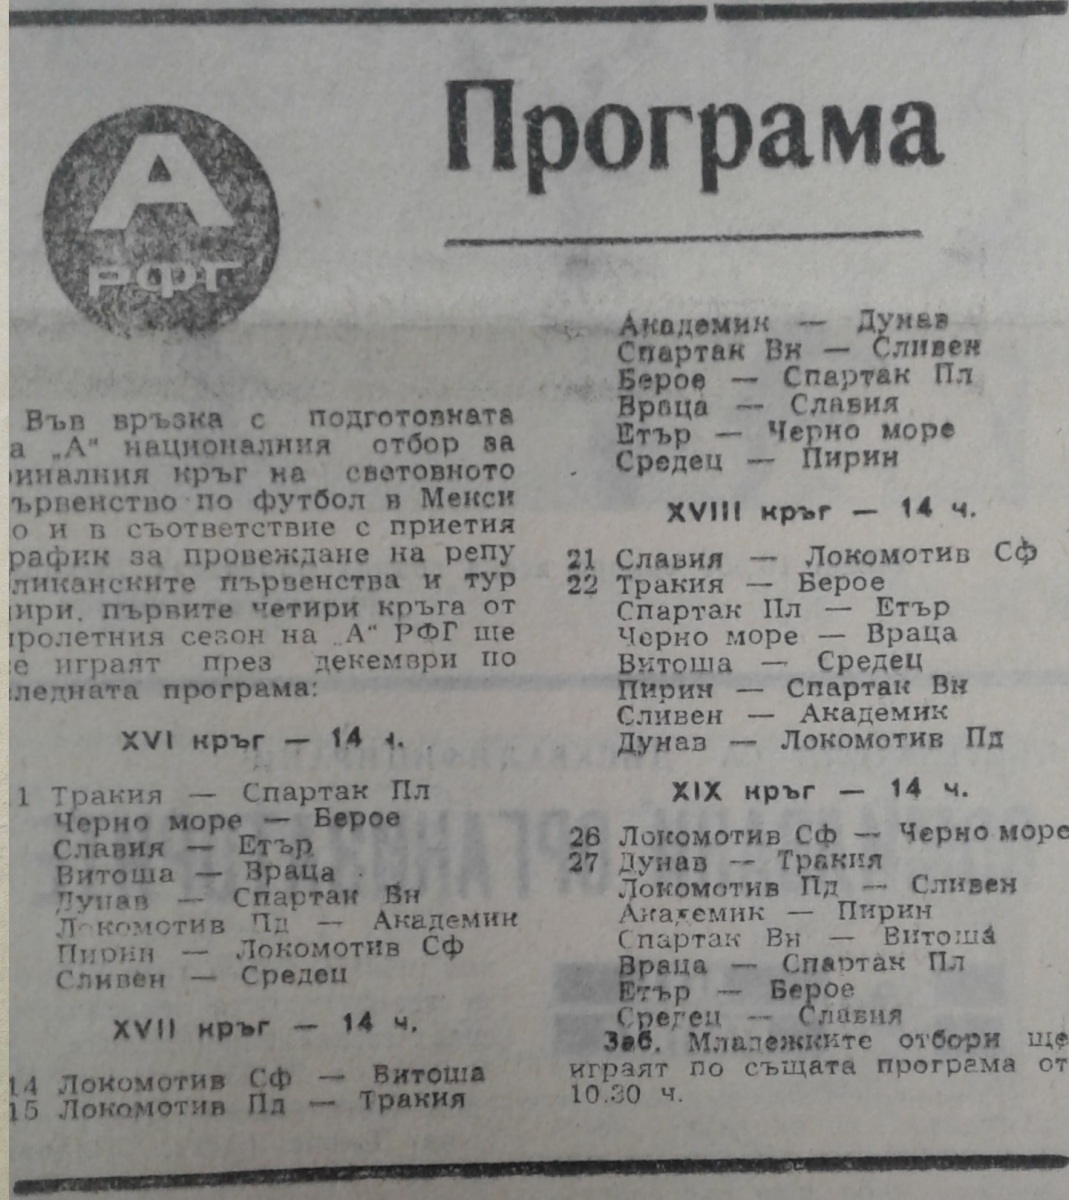 А
РФГ
Програма
Във връзка с подготовната
а „А“ националния отбор за
иналния кръг на световното
ървенство по футбол в Мекси
о и в съответствие с приетия
рафик за провеждане на репу
ликанските първенства и тур
ири, първите четири кръга от
ролетния сезон на „А“ РФГ ще
е играят през декември по
ледната програма:
XVI кръг — 14 ч.
1 Тракия — Спартак Пл
Черно море — Берое
Славия — Етър
Витоша — Враца
Дунав — Спартак Вн
Локомотив Пд — Академик
Пирин — Локомотив Сф
Сливен — Средец
XVII кръг — 14 ч.
14 Локомотив Сф — Витоша
15 Локомотив Пд — Тракия
Академик — Дунав
Спартак Вн — Сливен
Берое — Спартак Пл
Враца — Славия
Етър — Черно море
Средец — Пирин
XVIII кръг — 14 ч.
21 Славия — Локомотив Сф
22 Тракия — Берое
Спартак Пл — Етър
Черно море — Враца
Витоша — Средец
Пирин — Спартак Вн
Сливен — Академик
Дунав — Локомотив Пд
XIX кръг — 14 ч.
26 Локомотив Сф — Черно море
27 Дунав — Тракия
Локомотив Пд — Сливен
Академик — Пирин
Спартак Вн — Витоша
Враца — Спартак Пл
Етър — Берое
Средец — Славия
Заб. Младежките отбори ще
играят по същата програма от
10.30 ч.